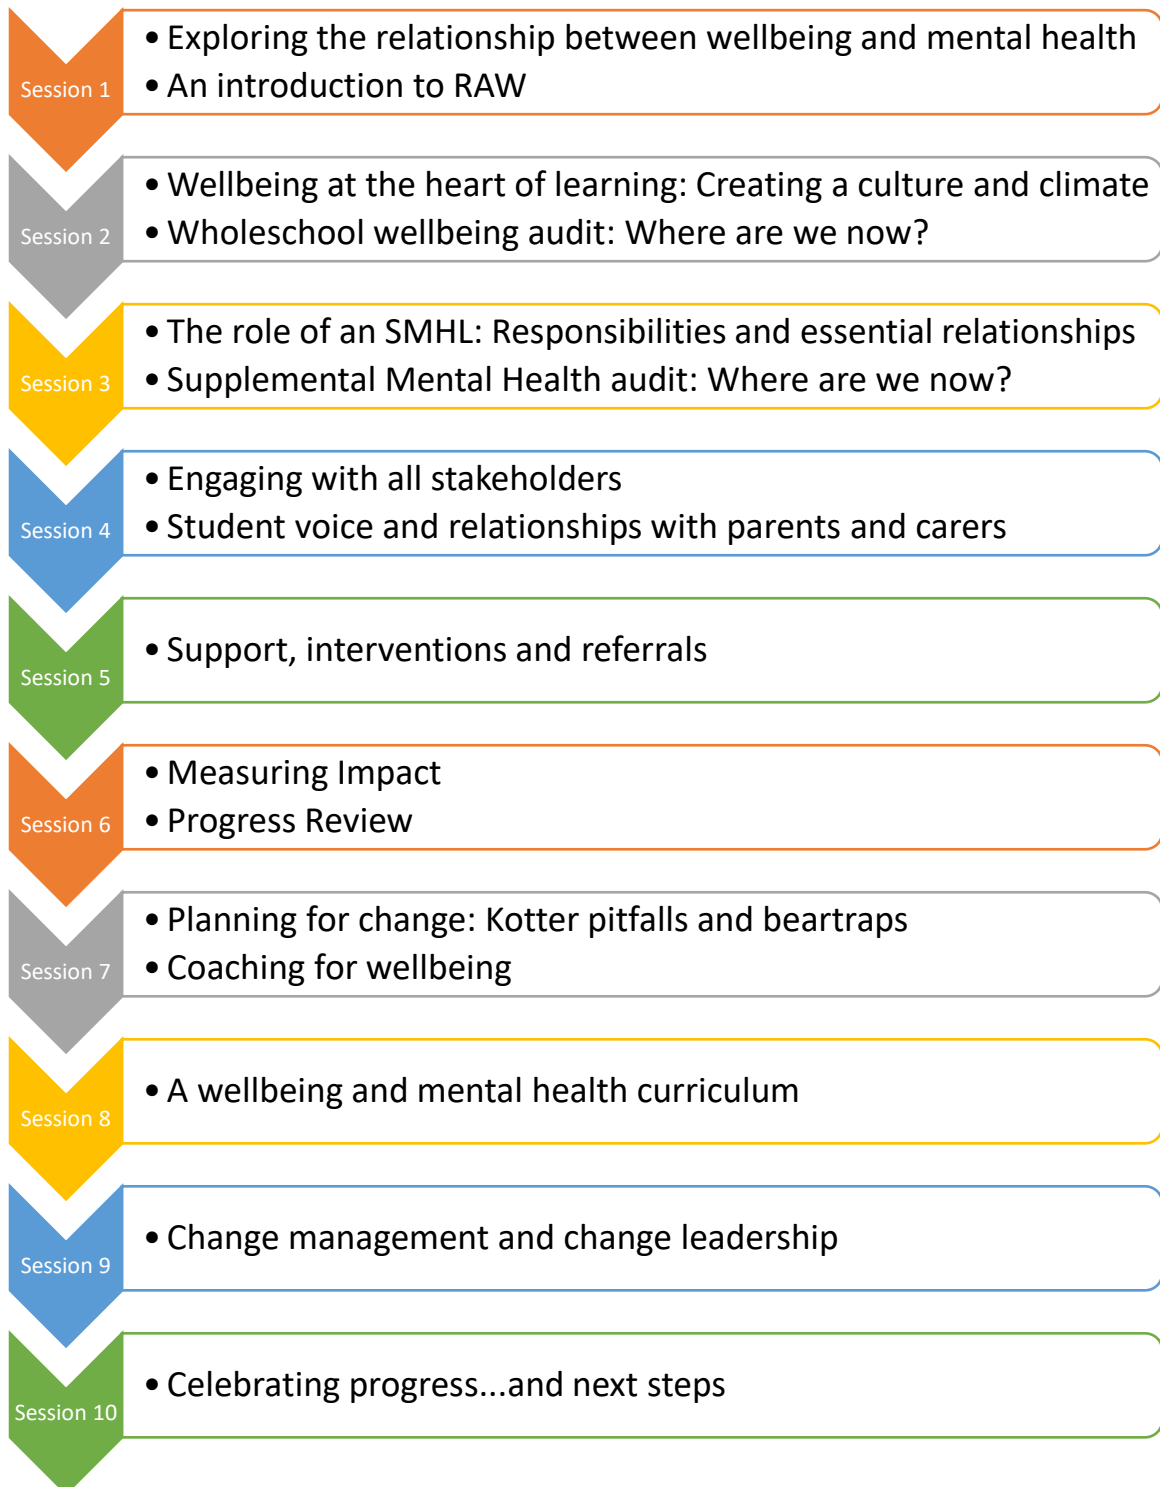 Session 1
• Exploring the relationship between wellbeing and mental health
• An introduction to RAW
Session 2
• Wellbeing at the heart of learning: Creating a culture and climate
• Wholeschool wellbeing audit: Where are we now?
Session 3
• The role of an SMHL: Responsibilities and essential relationships
• Supplemental Mental Health audit: Where are we now?
Session 4
• Engaging with all stakeholders
• Student voice and relationships with parents and carers
Session 5
• Support, interventions and referrals
Session 6
• Measuring Impact
• Progress Review
Session 7
• Planning for change: Kotter pitfalls and beartraps
• Coaching for wellbeing
Session 8
• A wellbeing and mental health curriculum
Session 9
• Change management and change leadership
Session 10
• Celebrating progress...and next steps